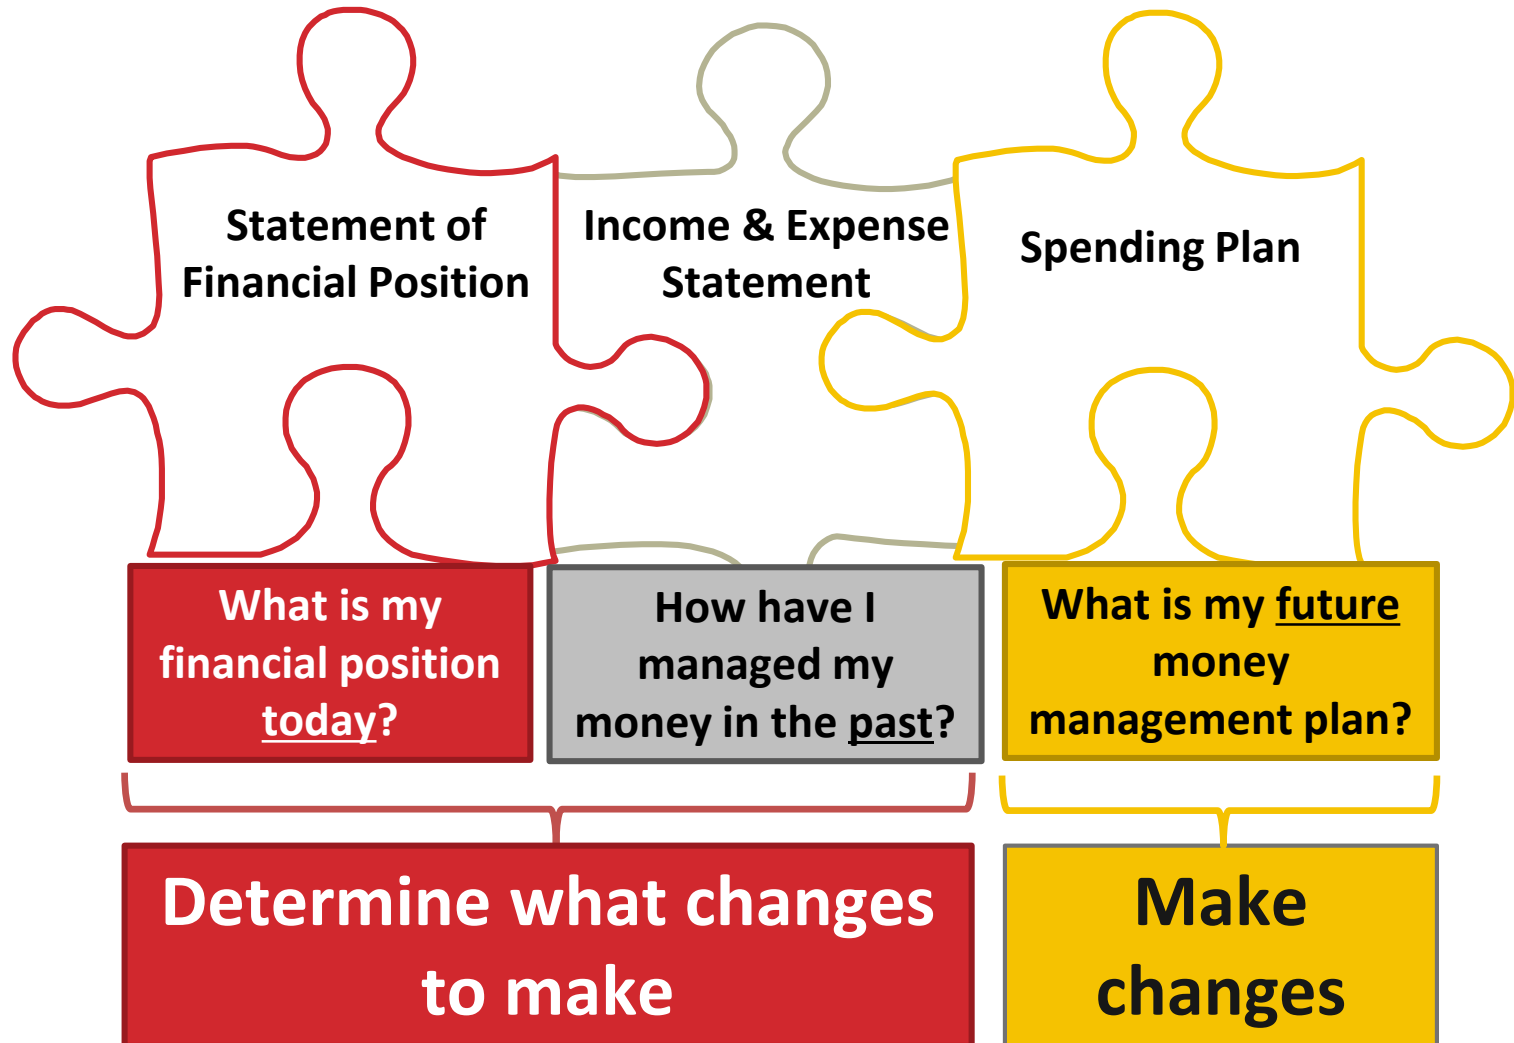 Statement of
Financial Position
Income & Expense
Statement
Spending Plan
What is my
financial position
today?
How have I
managed my
money in the past?
What is my future
money
management plan?
Determine what changes
to make
Make
changes